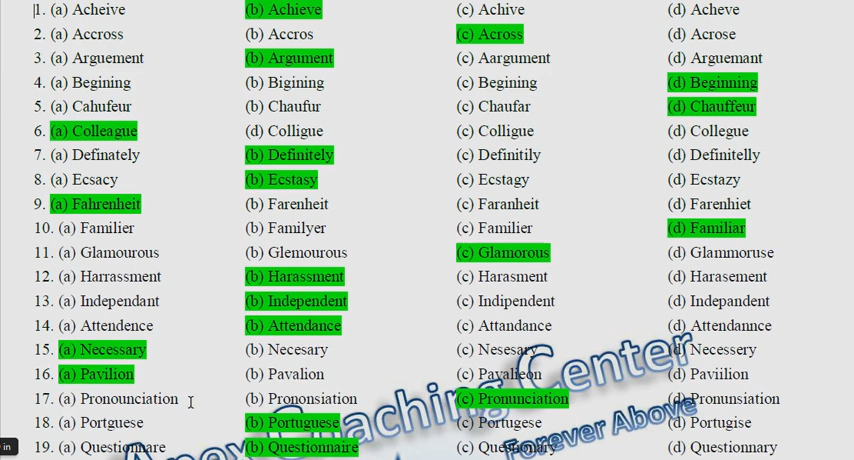 1. (a) Acheive (b) Achieve (c) Achive (d) Acheve
2. (a) Accross (b) Accros (c) Across (d) Acrose
3. (a) Arguement (b) Argument (c) Aargument (d) Arguemant
4. (a) Begining (b) Bigining (c) Begining (d) Beginning
5. (a) Cahufeur (b) Chaufur (c) Chaufar (d) Chauffeur
6. (a) Colleague (d) Colligue (c) Colligue (d) Collegue
7. (a) Definately (b) Definitely (c) Definitily (d) Definitelly
8. (a) Ecsacy (b) Ecstasy (c) Ecstagy (d) Ecstazy
9. (a) Fahrenheit (b) Farenheit (c) Faranheit (d) Farenhiet
10. (a) Familier (b) Familyer (c) Familier (d) Familiar
11. (a) Glamourous (b) Glemourous (c) Glamorous (d) Glammoruse
12. (a) Harrassment (b) Harassment (c) Harasment (d) Harasement
13. (a) Independant (b) Independent (c) Indipendent (d) Indepandent
14. (a) Attendence (b) Attendance (c) Attandance (d) Attendannce
15. (a) Necessary (b) Necesary (c) Nesesary (d) Necessery
16. (a) Pavilion (b) Pavalion (c) Pavalieon (d) Paviilion
17. (a) Pronounciation (b) Prononsiation (c) Pronunciation (d) Pronunsiation
18. (a) Portguese (b) Portuguese (c) Portugese (d) Portugise
19. (a) Questionnare (b) Questionnaire (c) Questionary (d) Questionnary
Coaching Center
Forever Above
in